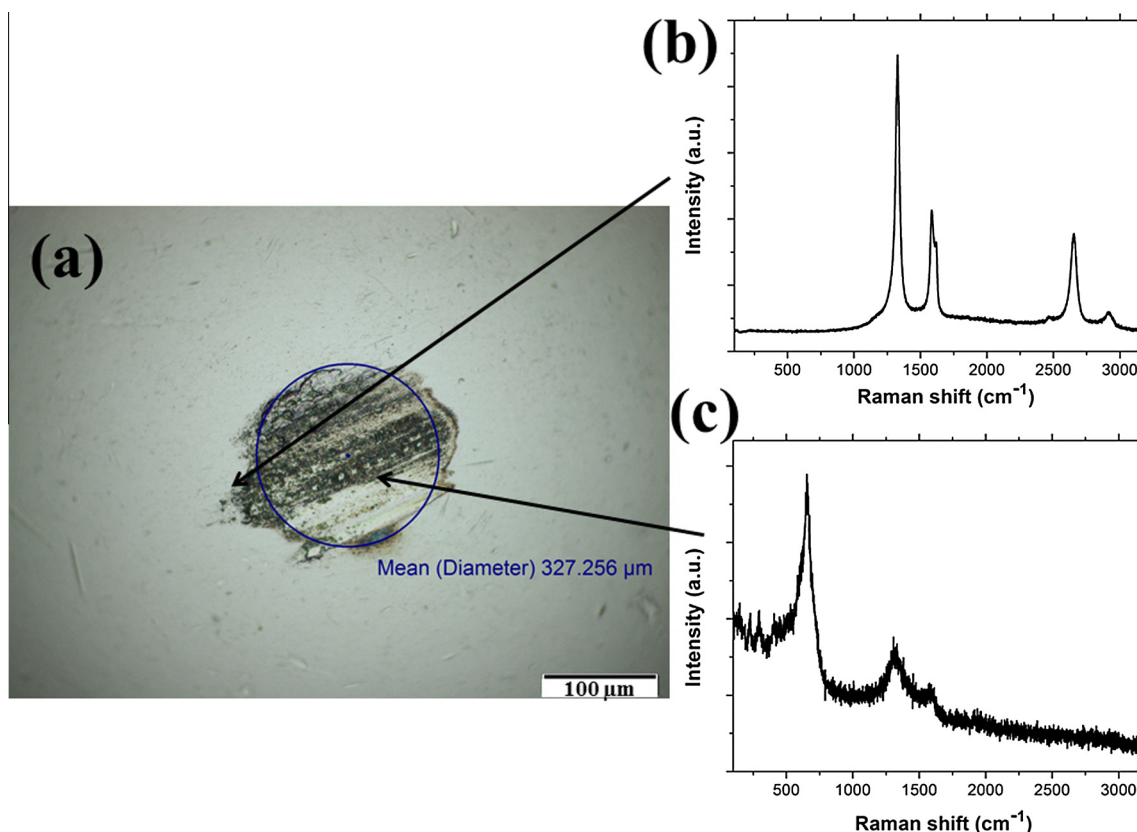 (a)
Mean (Diameter) 327.256 µm
100 µm
(b)
Intensity (a.u.)
500 1000 1500 2000 2500 3000
Raman shift (cm⁻¹)
(c)
Intensity (a.u.)
500 1000 1500 2000 2500 3000
Raman shift (cm⁻¹)